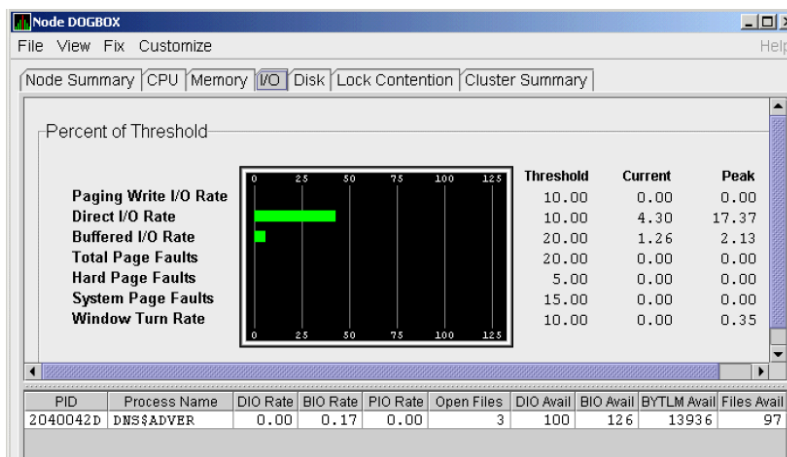 Node DOGBOX
File View Fix Customize Help
Node Summary CPU Memory I/O Disk Lock Contention Cluster Summary
Percent of Threshold
0 25 50 75 100 125 Threshold Current Peak
Paging Write I/O Rate 10.00 0.00 0.00
Direct I/O Rate 10.00 4.30 17.37
Buffered I/O Rate 20.00 1.26 2.13
Total Page Faults 20.00 0.00 0.00
Hard Page Faults 5.00 0.00 0.00
System Page Faults 15.00 0.00 0.00
Window Turn Rate 10.00 0.00 0.35
0 25 50 75 100 125
PID Process Name DIO Rate BIO Rate PIO Rate Open Files DIO Avail BIO Avail BYTLM Avail Files Avail
2040042D DNS$ADVER 0.00 0.17 0.00 3 100 126 13936 97